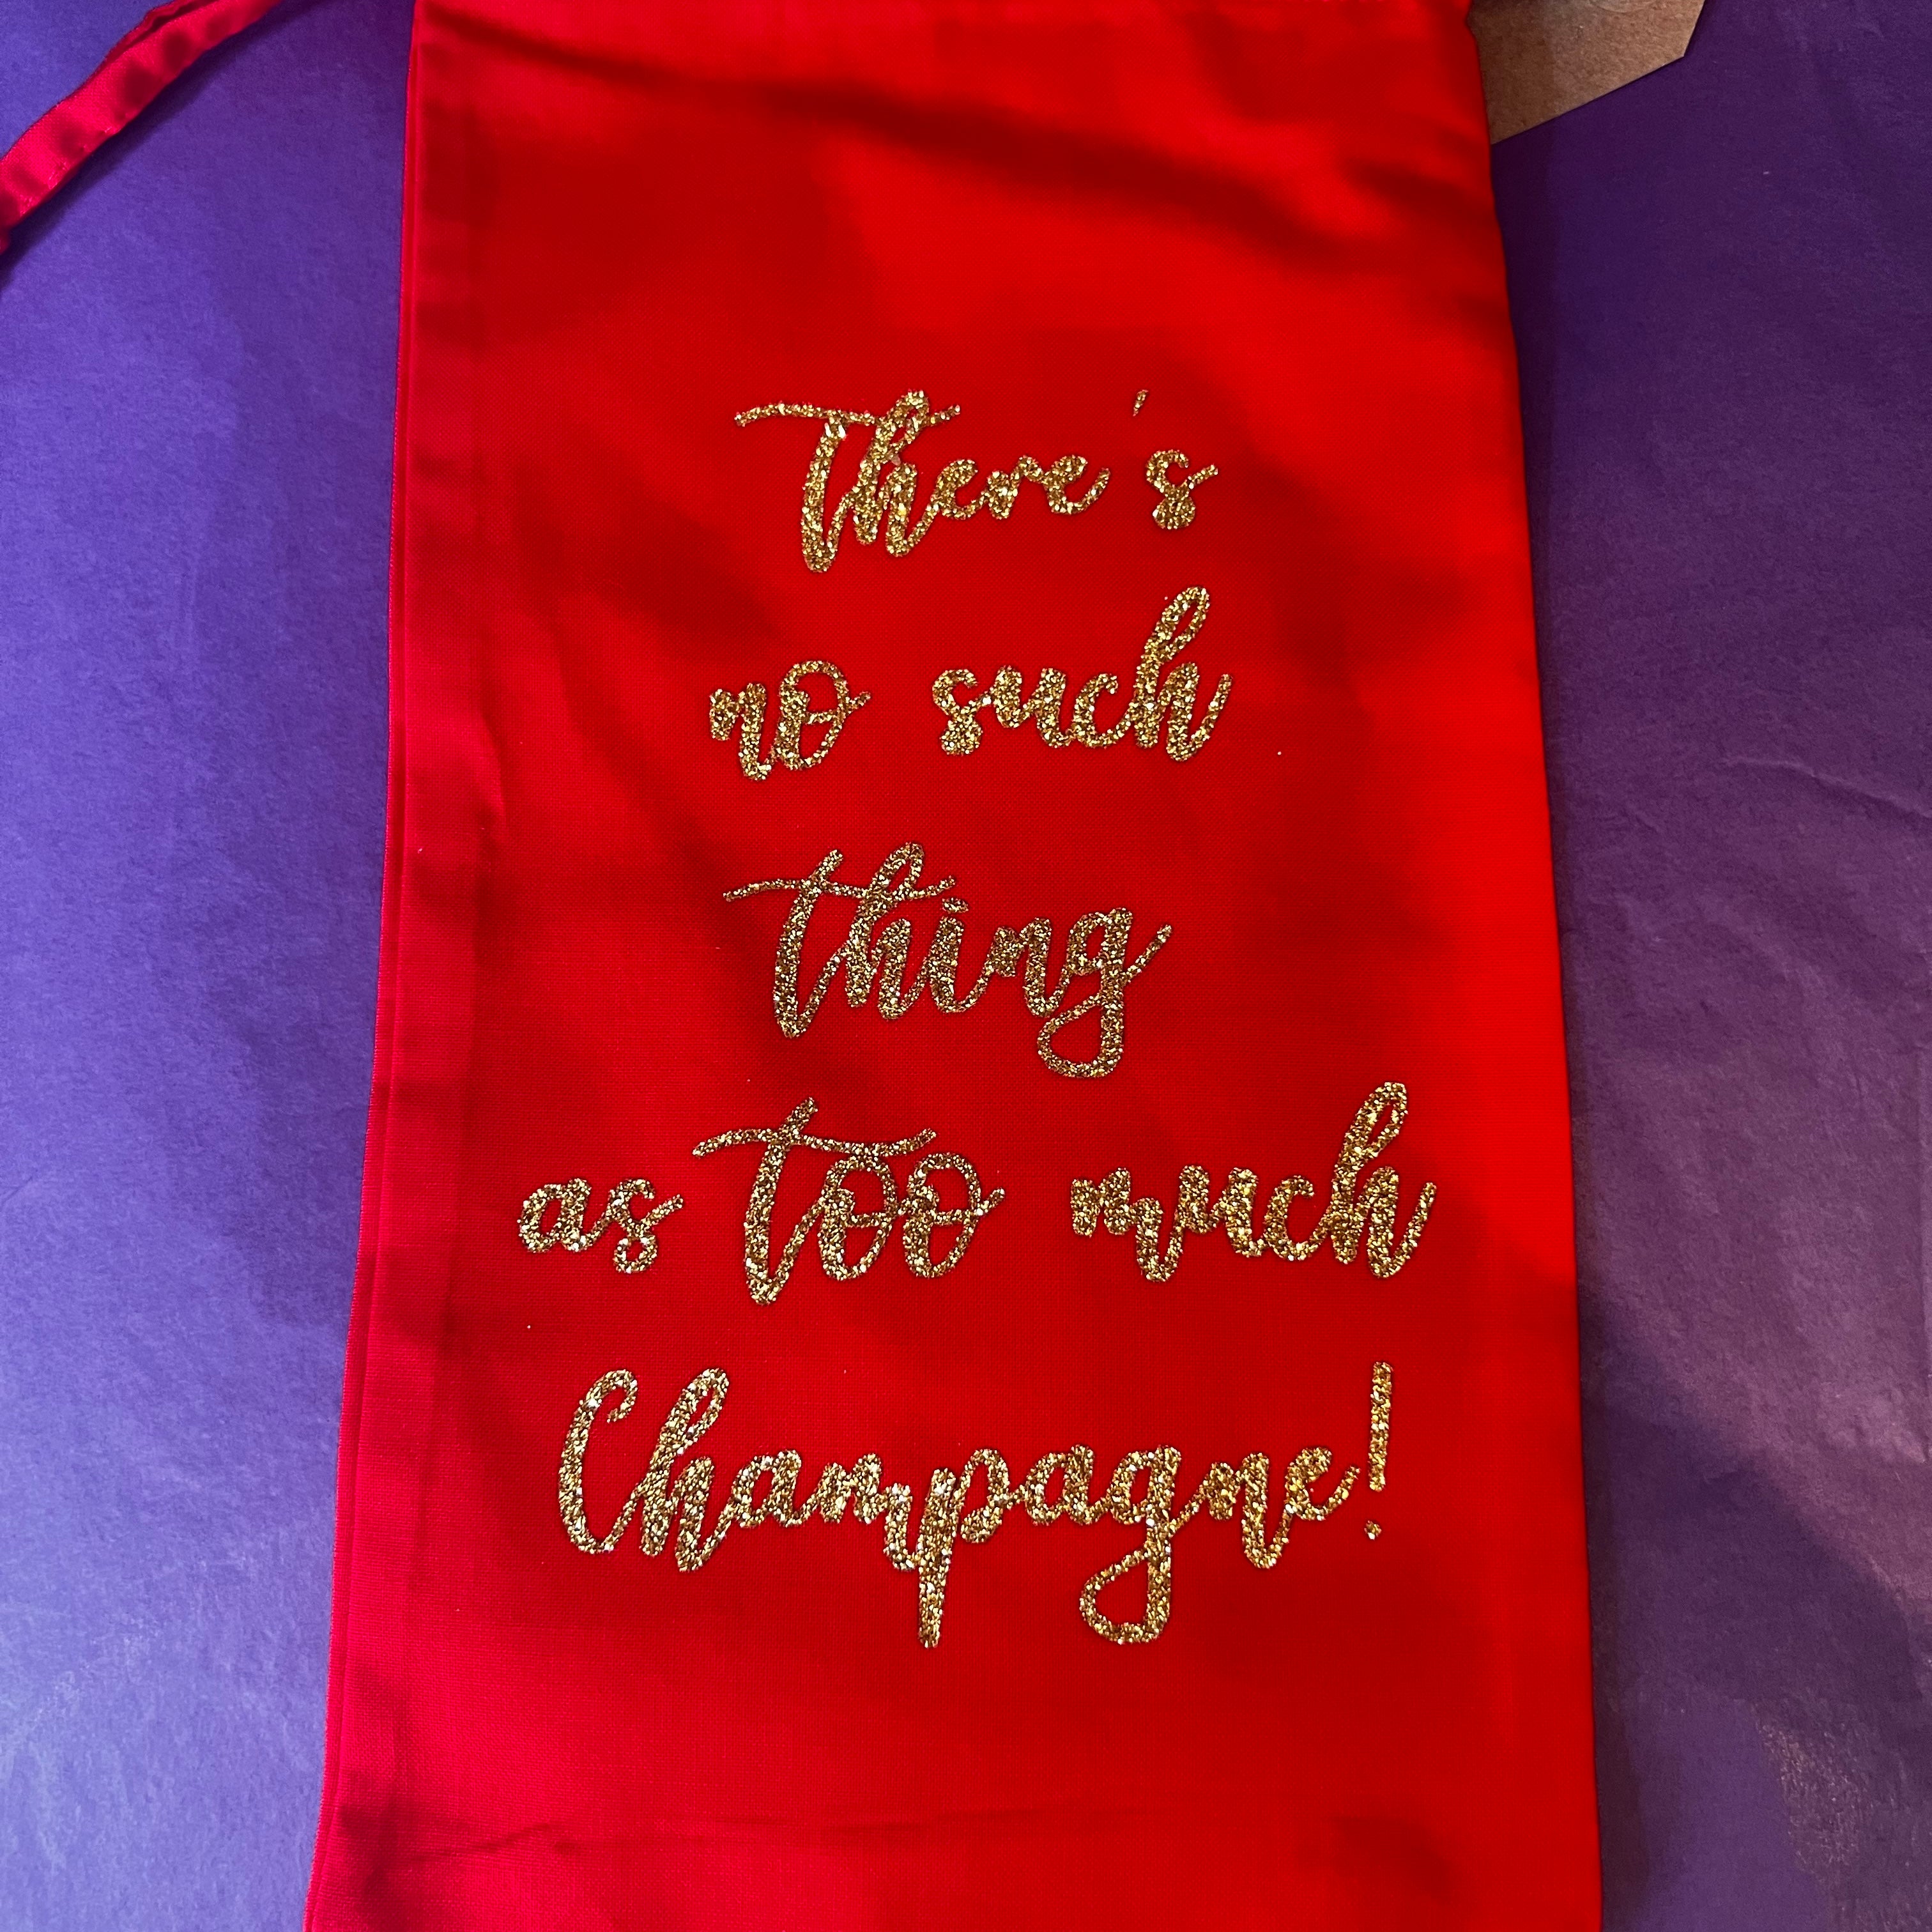 There's
no such
thing
as too much
Champagne!